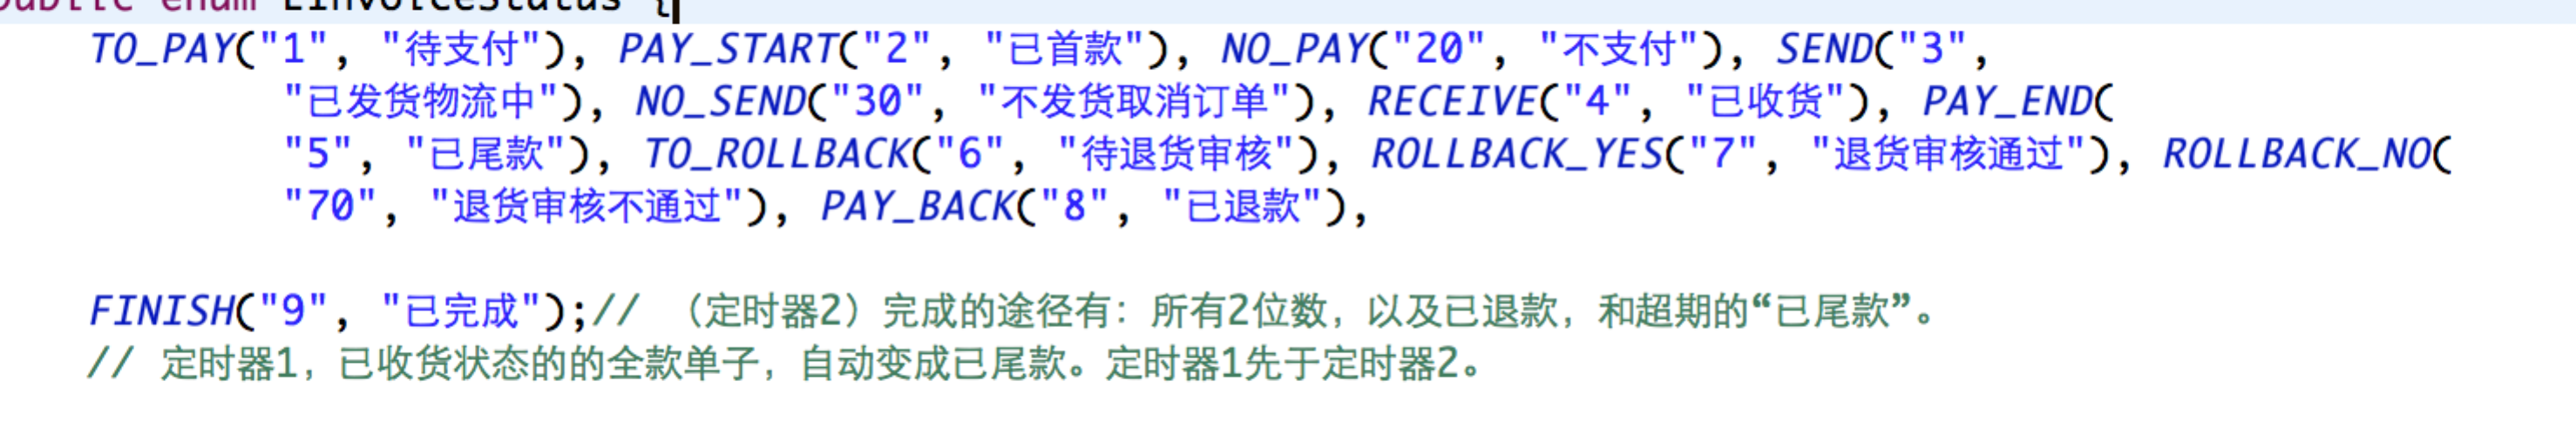 public enum EInvoiceStatus {
TO_PAY("1", "待支付"), PAY_START("2", "已首款"), NO_PAY("20", "不支付"), SEND("3",
"已发货物流中"), NO_SEND("30", "不发货取消订单"), RECEIVE("4", "已收货"), PAY_END(
"5", "已尾款"), TO_ROLLBACK("6", "待退货审核"), ROLLBACK_YES("7", "退货审核通过"), ROLLBACK_NO(
"70", "退货审核不通过"), PAY_BACK("8", "已退款"),
FINISH("9", "已完成");// （定时器2）完成的途径有：所有2位数，以及已退款，和超期的“已尾款”。
// 定时器1，已收货状态的的全款单子，自动变成已尾款。定时器1先于定时器2。